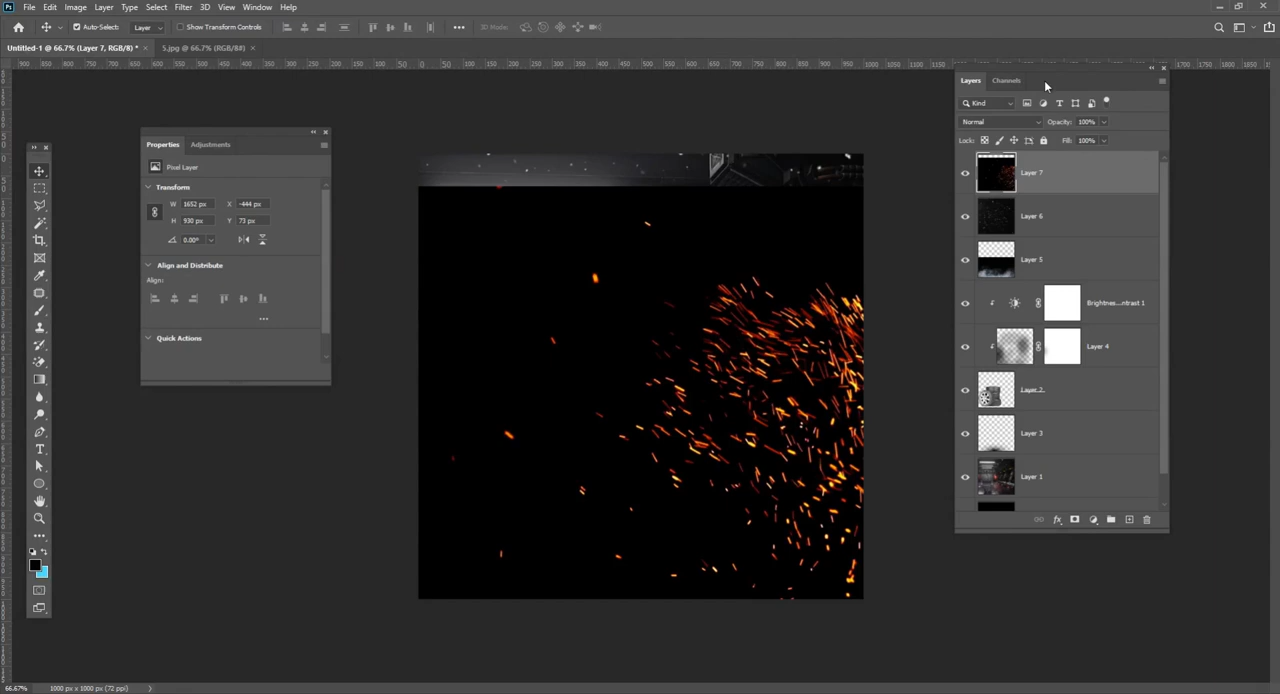 Ps File Edit Image Layer Type Select Filter 3D View Window Help
Auto-Select: Layer Show Transform Controls 3D Mode:
Untitled-1 @ 66.7% (Layer 7, RGB/8) * × 5.jpg @ 66.7% (RGB/8#) ×
Properties Adjustments
Pixel Layer
Transform
W 1652 px X -444 px
H 930 px Y 73 px
0.00°
Align and Distribute
Align:
Quick Actions
Layers Channels
Kind
Normal Opacity: 100%
Lock: Fill: 100%
Layer 7
Layer 6
Layer 5
Brightnes...ntrast 1
Layer 4
Layer 2
Layer 3
Layer 1
fx
66.67% 1000 px x 1000 px (72 ppi)